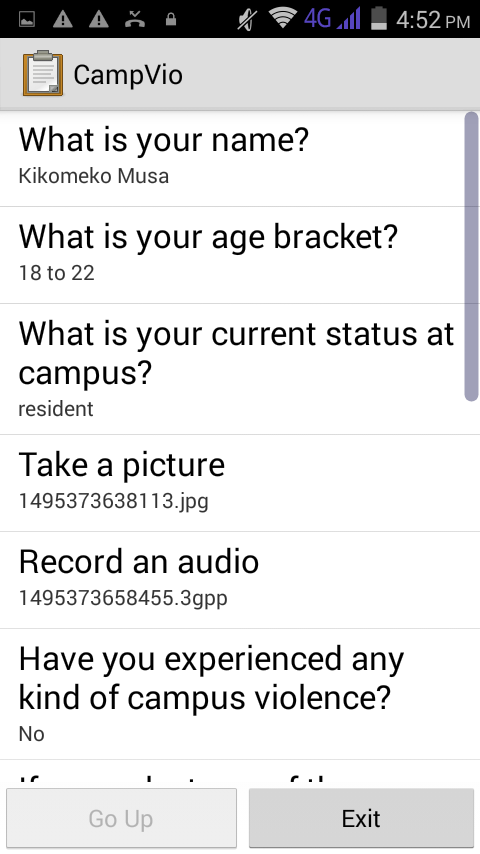 4G 4:52 PM
CampVio
What is your name?
Kikomeko Musa
What is your age bracket?
18 to 22
What is your current status at
campus?
resident
Take a picture
1495373638113.jpg
Record an audio
1495373658455.3gpp
Have you experienced any
kind of campus violence?
No
Go Up
Exit